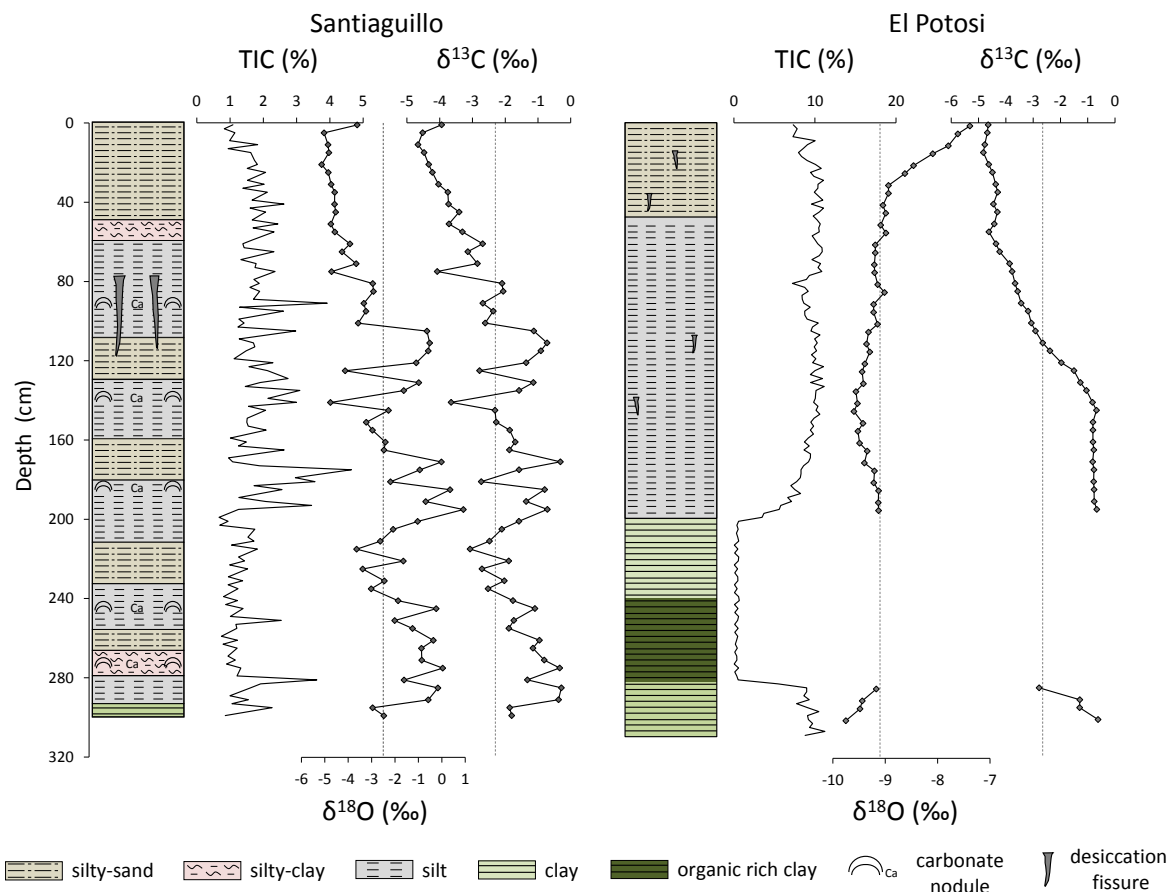 Santiaguillo El Potosi
TIC (%) δ¹³C (‰) TIC (%) δ¹³C (‰)
0 1 2 3 4 5 -5 -4 -3 -2 -1 0 0 10 20 -6 -5 -4 -3 -2 -1 0
0
40
80
Ca
120
Ca
Depth (cm)
160
Ca
200
240
Ca
Ca
280
320
-6 -5 -4 -3 -2 -1 0 1 -10 -9 -8 -7
δ¹⁸O (‰) δ¹⁸O (‰)
silty-sand silty-clay silt clay organic rich clay Ca carbonate nodule desiccation fissure